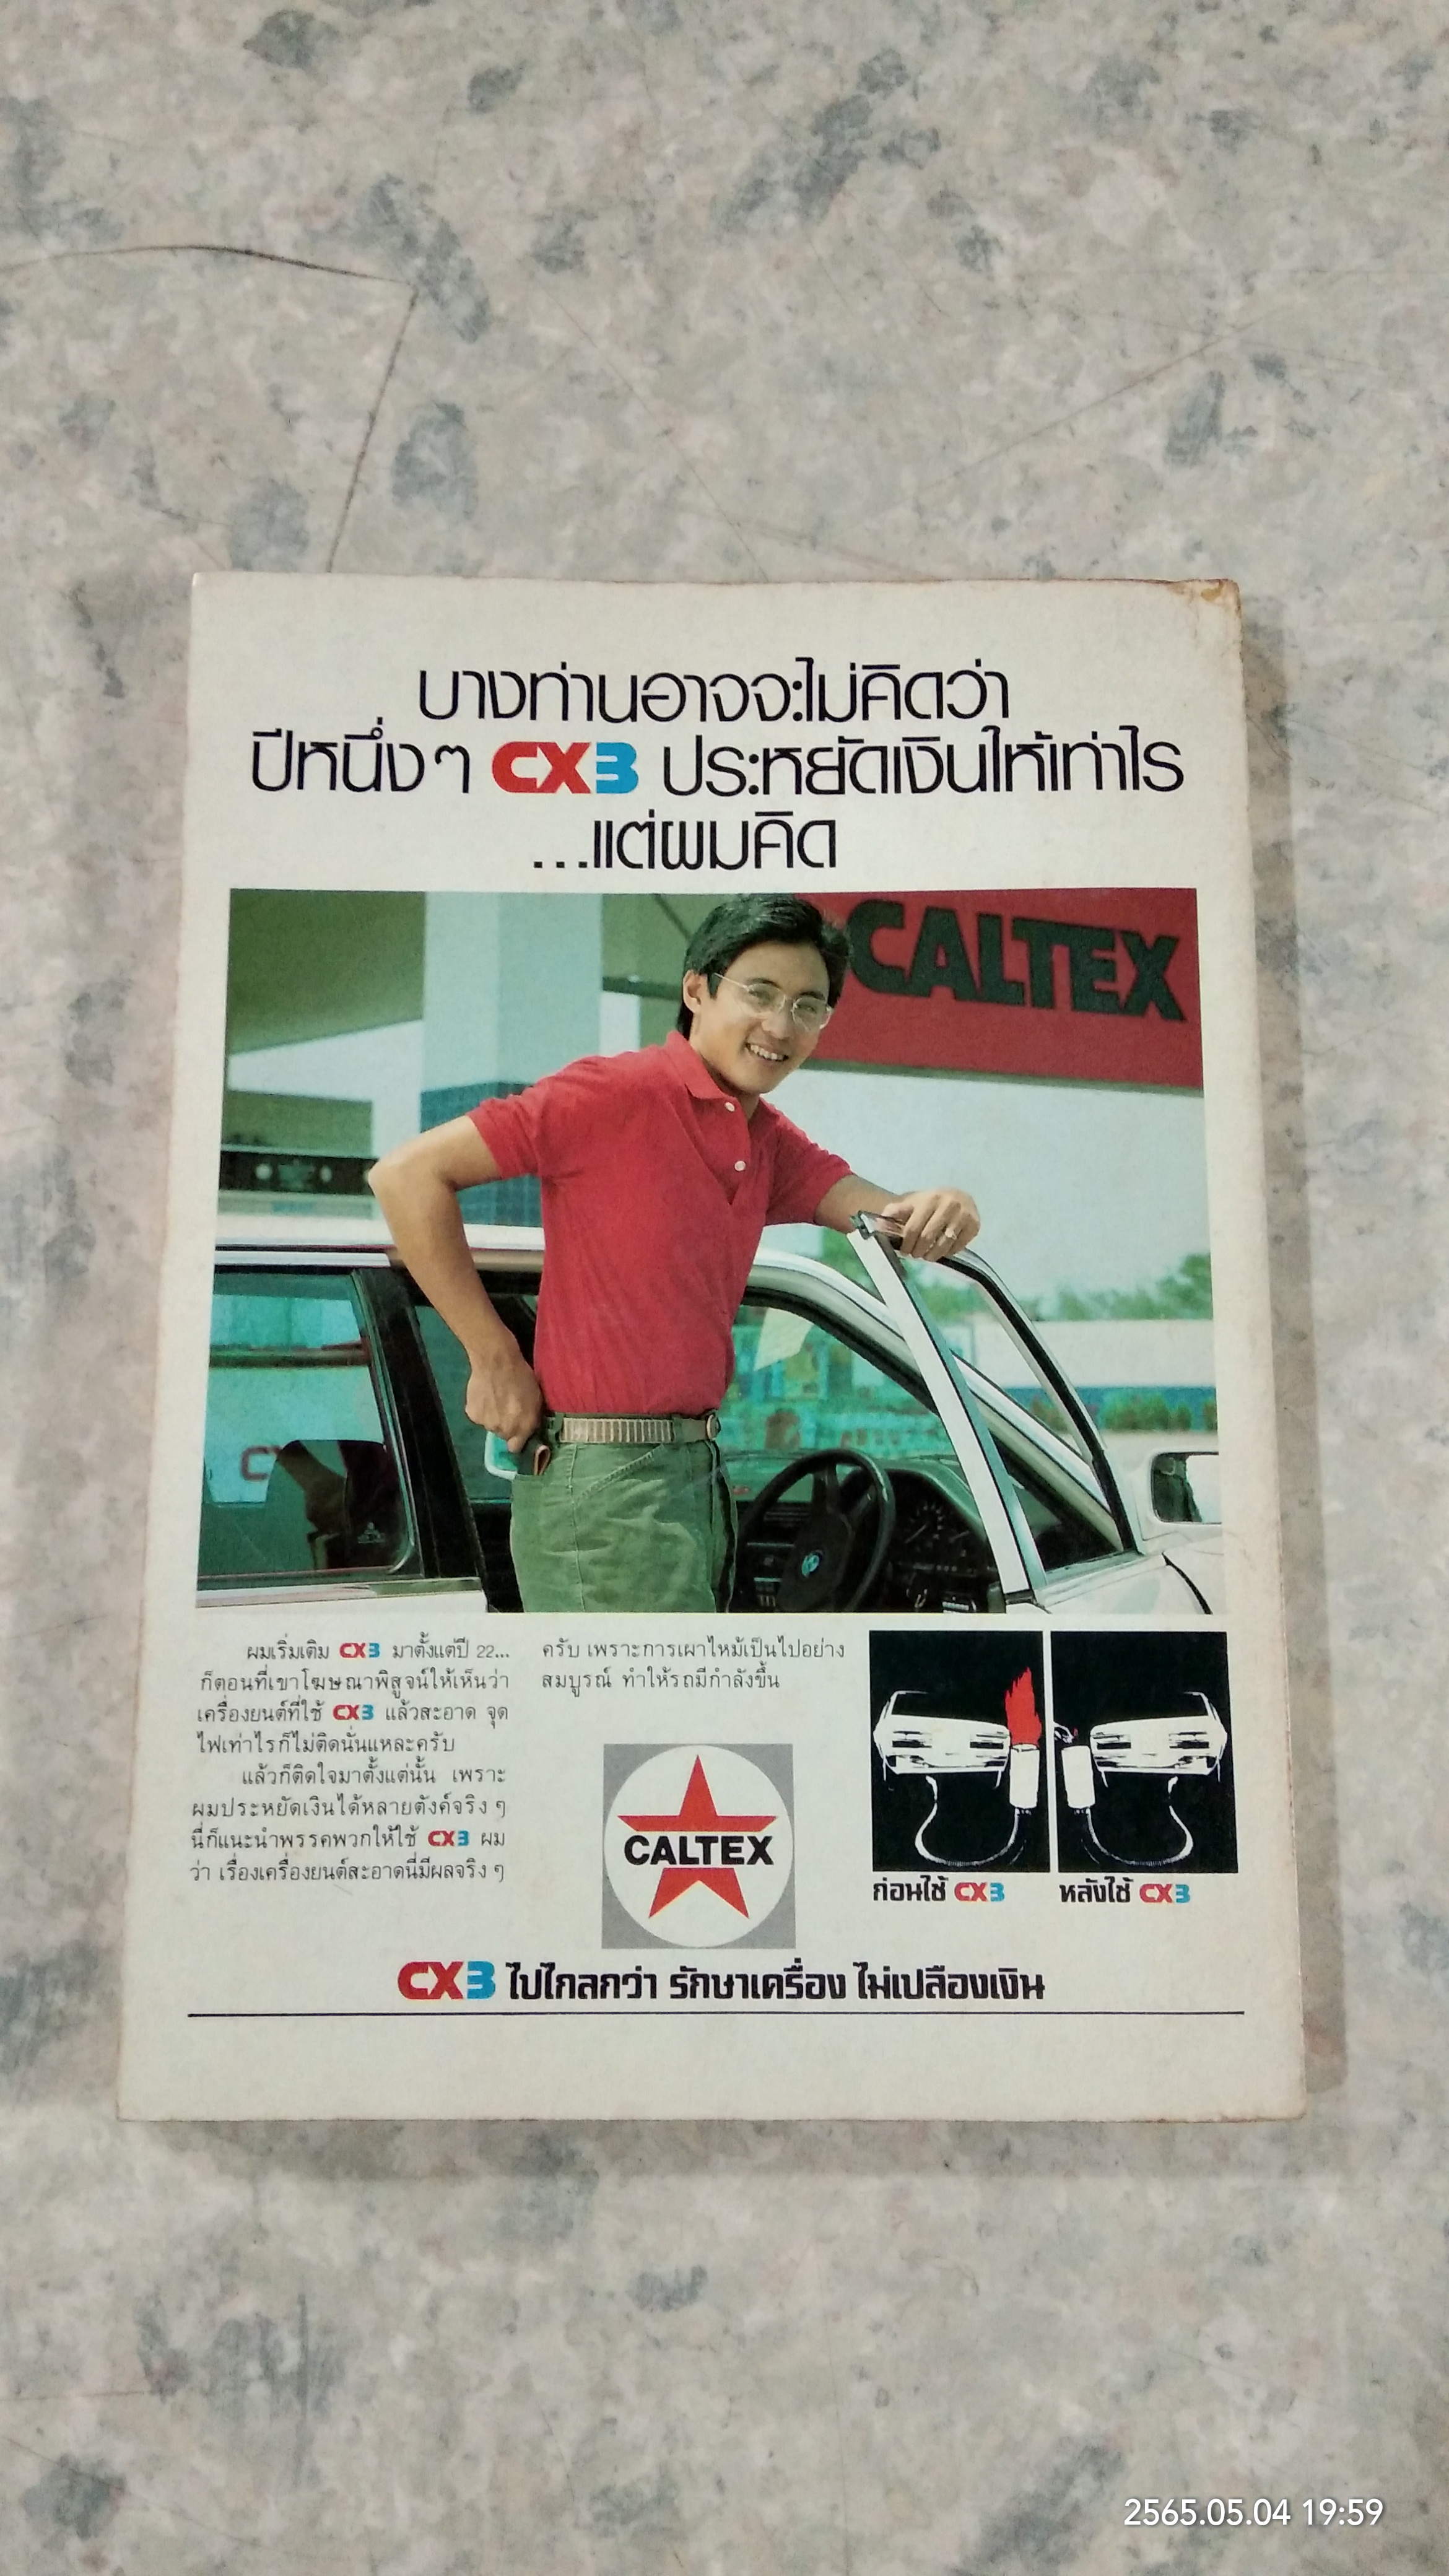 บางท่านอาจจะไม่คิดว่า
ปีหนึ่งๆ CX3 ประหยัดเงินให้เท่าไร
...แต่ผมคิด
CALTEX
ผมเริ่มเติม CX3 มาตั้งแต่ปี 22...
ก็ตอนที่เขาโฆษณาพิสูจน์ให้เห็นว่า
เครื่องยนต์ที่ใช้ CX3 แล้วสะอาด จุด
ไฟเท่าไรก็ไม่ติดนั่นแหละครับ
แล้วก็ติดใจมาตั้งแต่นั้น เพราะ
ผมประหยัดเงินได้หลายตังค์จริง ๆ
นี่ก็แนะนำพรรคพวกให้ใช้ CX3 ผม
ว่า เรื่องเครื่องยนต์สะอาดนี่มีผลจริง ๆ
ครับ เพราะการเผาไหม้เป็นไปอย่าง
สมบูรณ์ ทำให้รถมีกำลังขึ้น
CALTEX
ก่อนใช้ CX3
หลังใช้ CX3
CX3 ไปไกลกว่า รักษาเครื่อง ไม่เปลืองเงิน
2565.05.04 19:59